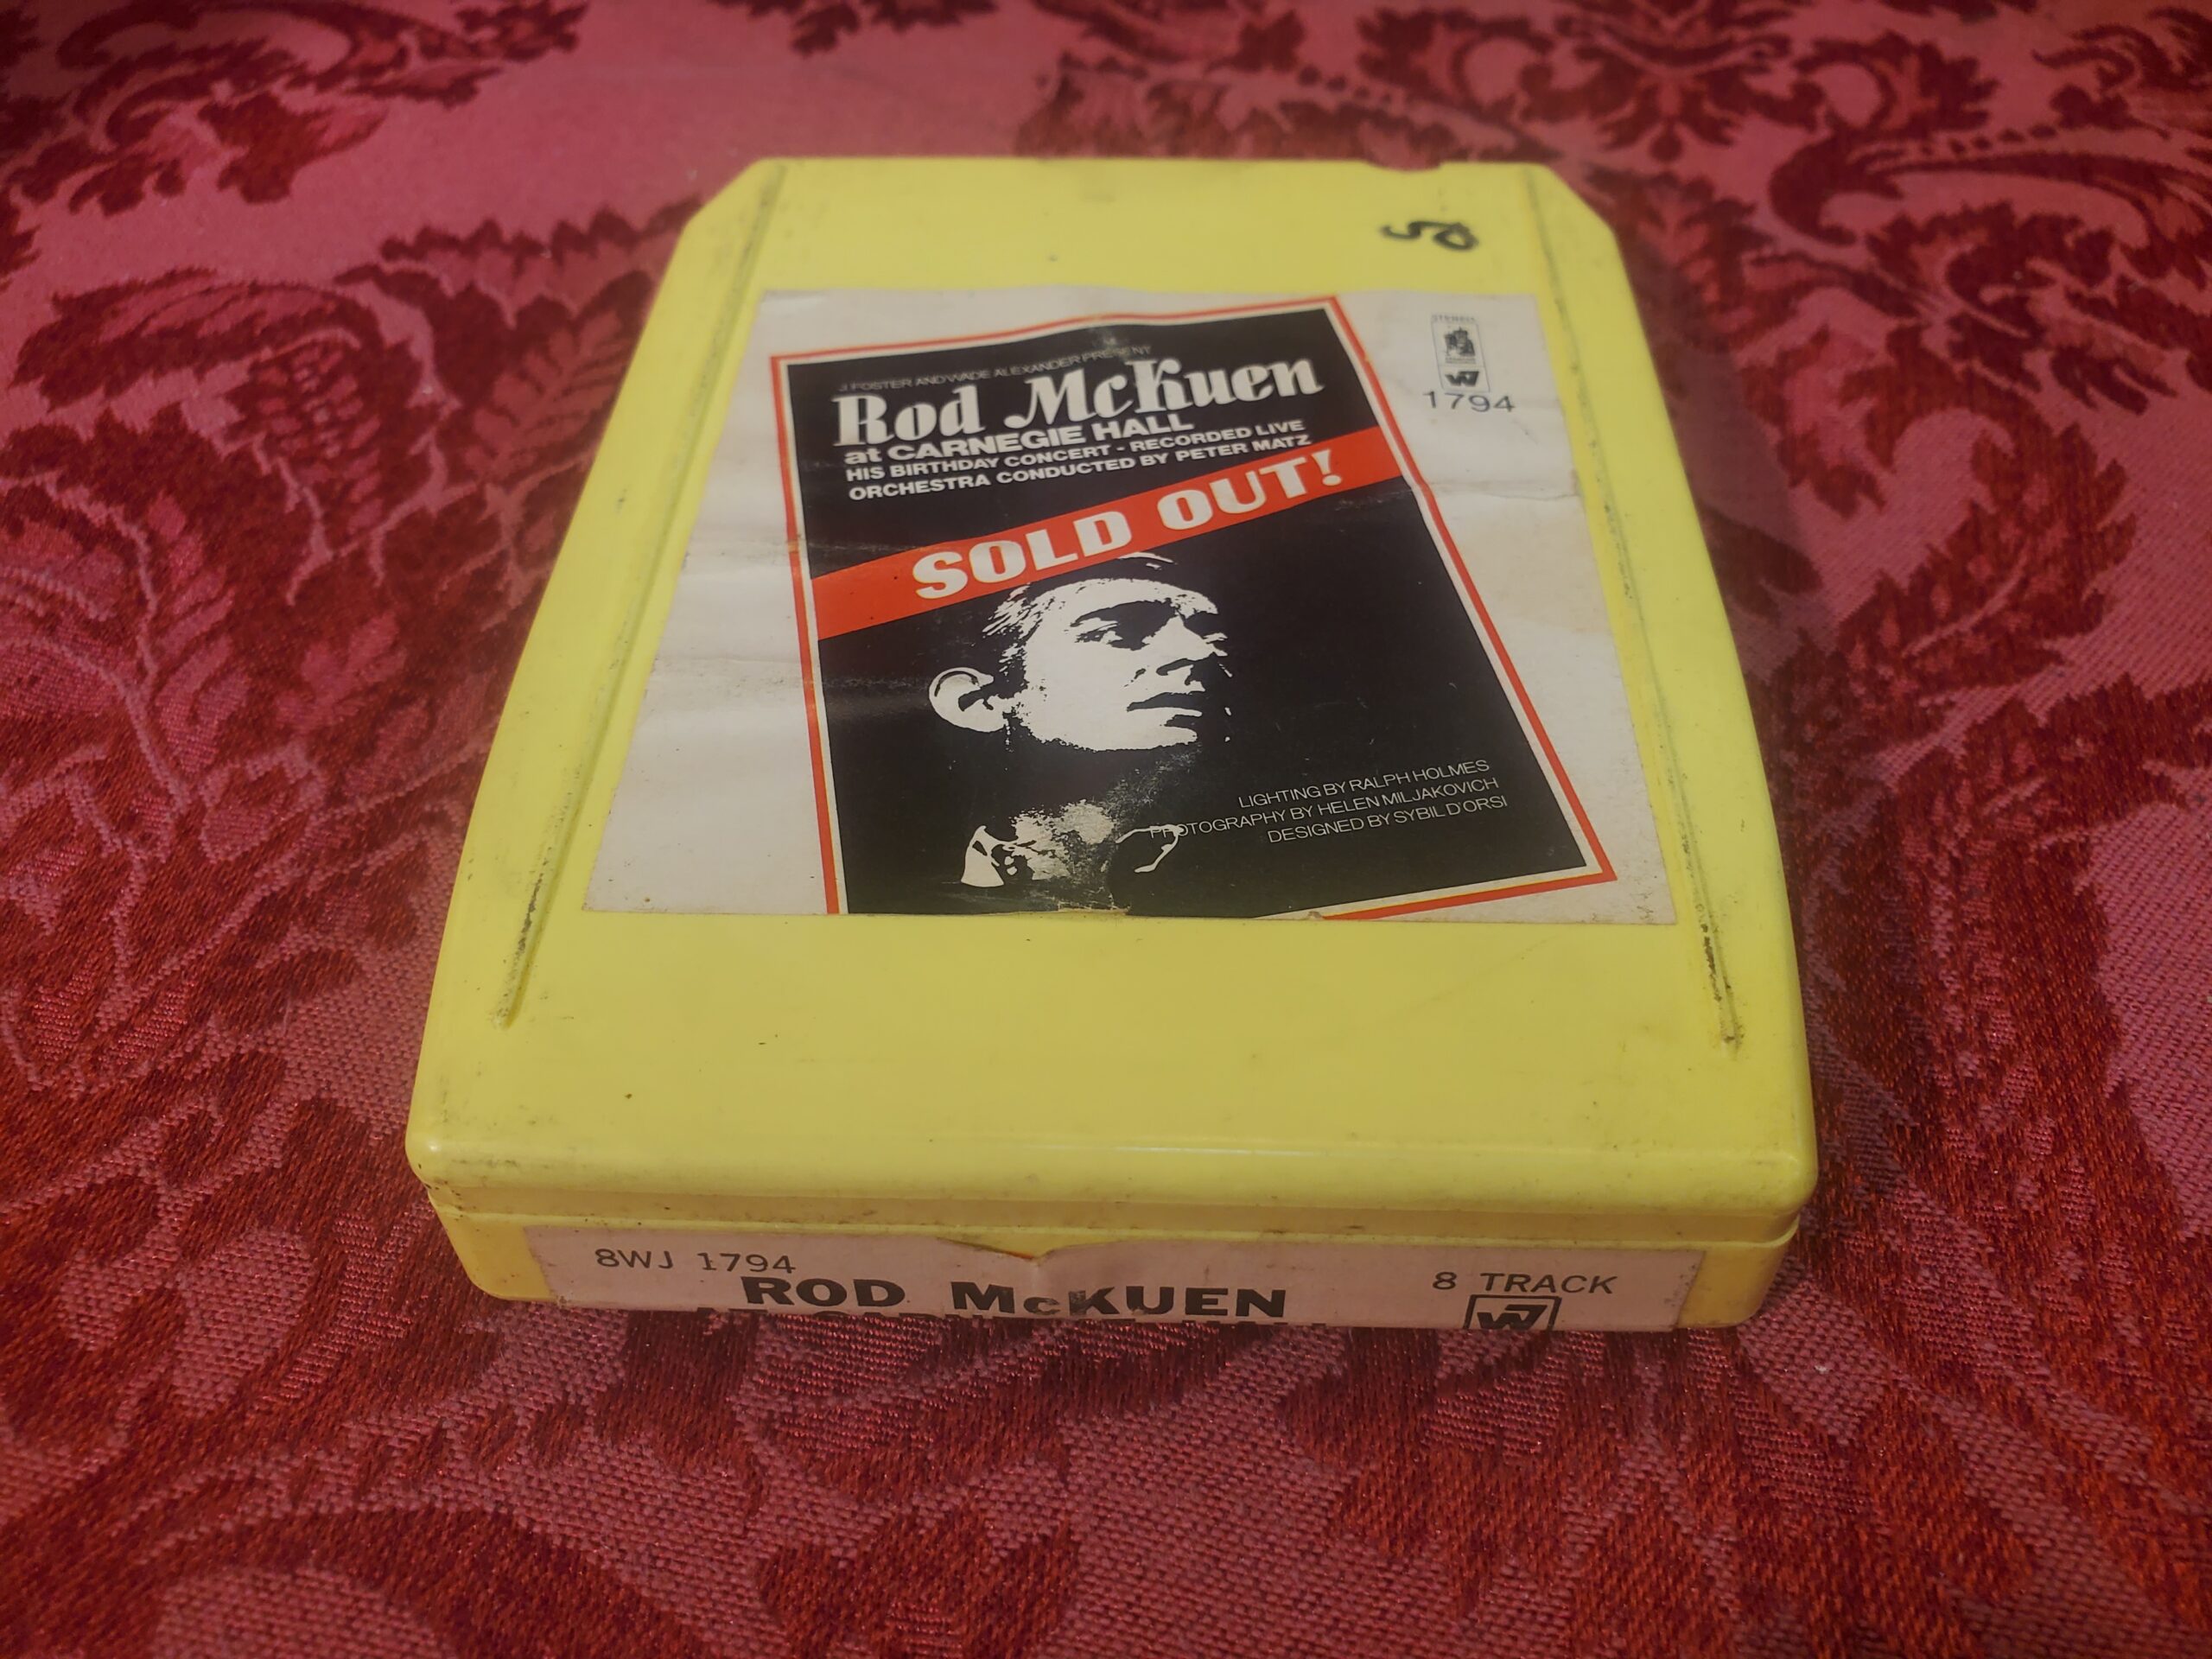 J. FOSTER AND WADE ALEXANDER PRESENT
Rod McKuen
at CARNEGIE HALL
HIS BIRTHDAY CONCERT - RECORDED LIVE
ORCHESTRA CONDUCTED BY PETER MATZ
SOLD OUT!
LIGHTING BY RALPH HOLMES
PHOTOGRAPHY BY HELEN MILJAKOVICH
DESIGNED BY SYBIL D'ORSI
W7
1794
8WJ 1794
8 TRACK
ROD McKUEN
W7